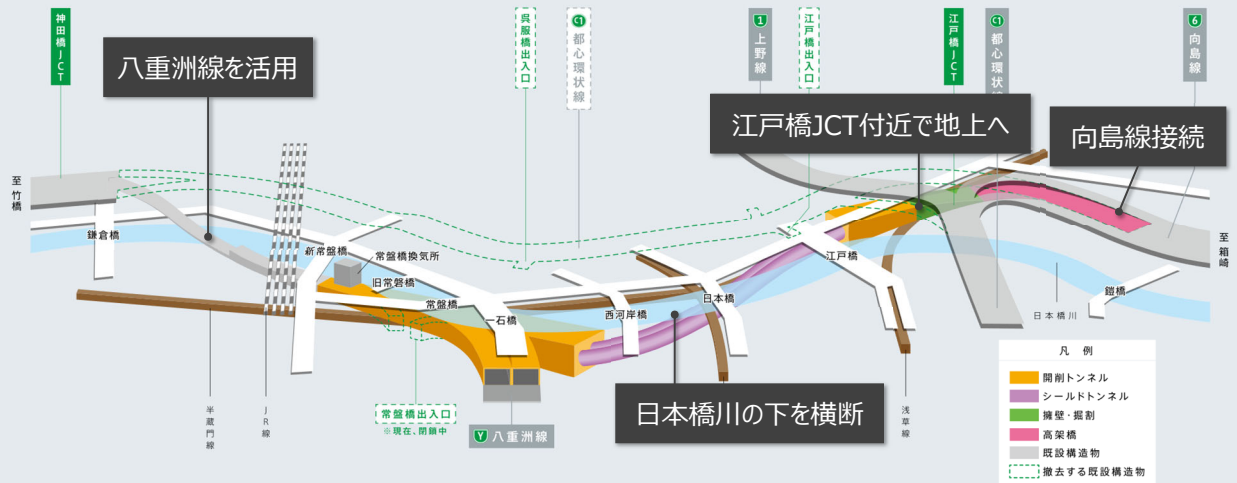 神田橋JCT
八重洲線を活用
呉服橋出入口
C1 都心環状線
1 上野線
江戸橋出入口
江戸橋JCT
C1 都心環状線
6 向島線
江戸橋JCT付近で地上へ
向島線接続
至竹橋
鎌倉橋
新常盤橋
常盤橋換気所
旧常磐橋
常盤橋
一石橋
西河岸橋
日本橋
江戸橋
鎧橋
至箱崎
日本橋川
日本橋川の下を横断
半蔵門線
JR線
常盤橋出入口
※現在、閉鎖中
Y 八重洲線
浅草線
凡例
開削トンネル
シールドトンネル
擁壁・掘割
高架橋
既設構造物
撤去する既設構造物